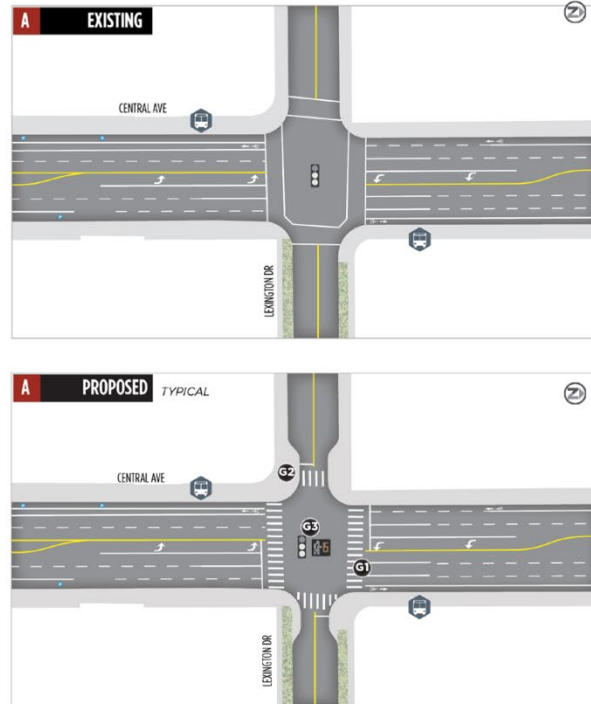 A EXISTING
Z
CENTRAL AVE
LEXINGTON DR
A PROPOSED TYPICAL
Z
G2
CENTRAL AVE
G3
G1
LEXINGTON DR